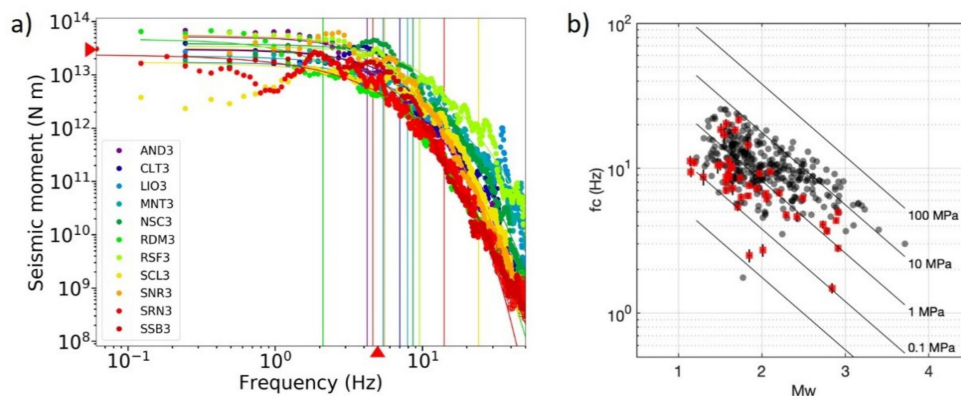 a)
Seismic moment (N m)
10^14
10^13
10^12
10^11
10^10
10^9
10^8
AND3
CLT3
LIO3
MNT3
NSC3
RDM3
RSF3
SCL3
SNR3
SRN3
SSB3
10^-1
10^0
10^1
Frequency (Hz)
b)
fc (Hz)
10^2
10^1
10^0
100 MPa
10 MPa
1 MPa
0.1 MPa
1
2
3
4
Mw